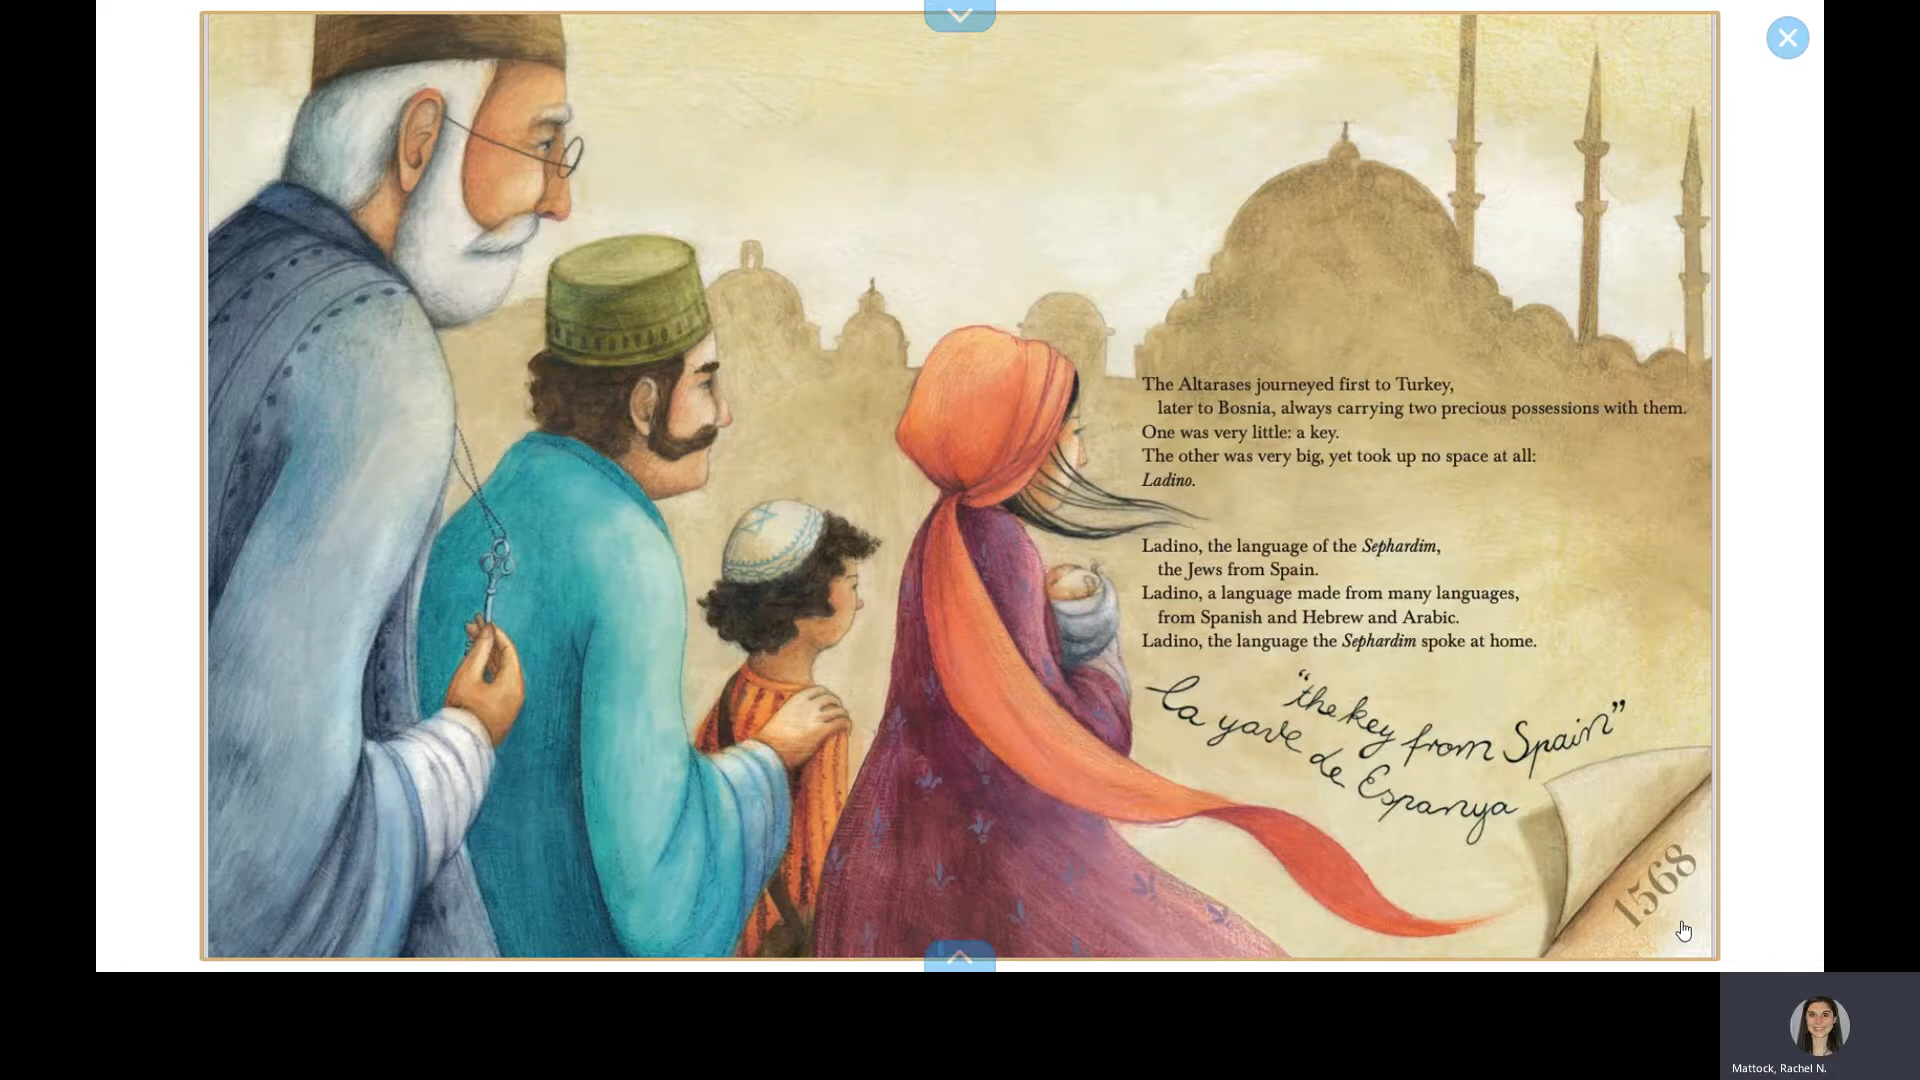 The Altarases journeyed first to Turkey,
later to Bosnia, always carrying two precious possessions with them.
One was very little: a key.
The other was very big, yet took up no space at all:
Ladino.
Ladino, the language of the Sephardim,
the Jews from Spain.
Ladino, a language made from many languages,
from Spanish and Hebrew and Arabic.
Ladino, the language the Sephardim spoke at home.
“the key from Spain”
la yave de Espanya
1568
Mattock, Rachel N.